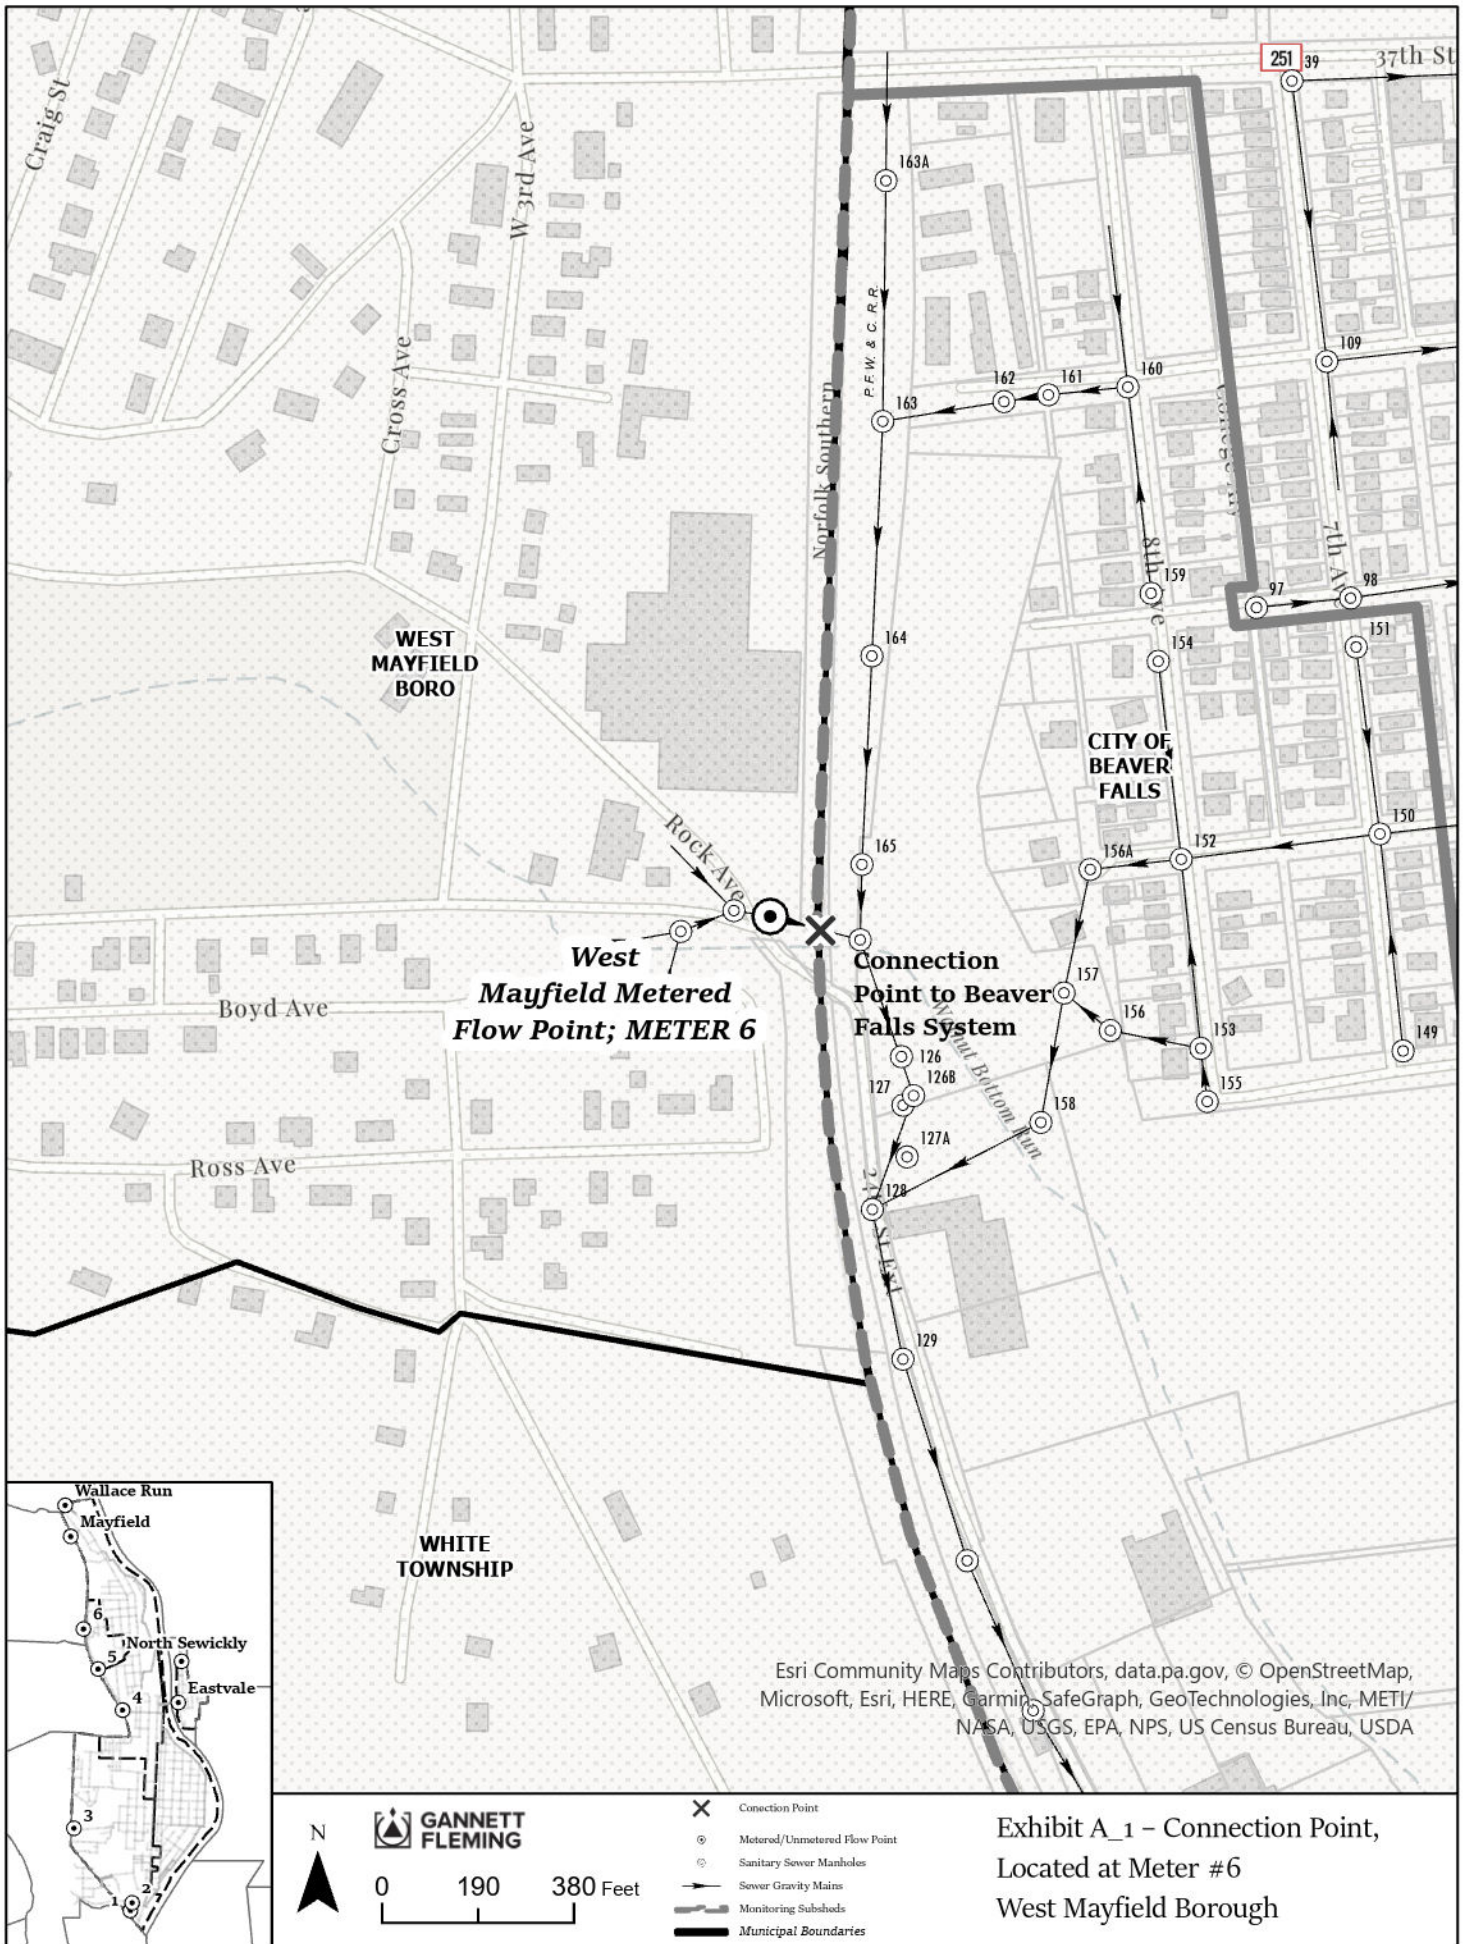 251
39
37th St
Craig St
W 3rd Ave
163A
P.F.W. & C. R.R.
109
160
161
162
163
Cross Ave
Norfolk Southern
College Aly
7th Ave
8th Ave
159
97
98
151
WEST
MAYFIELD
BORO
164
154
CITY OF
BEAVER
FALLS
150
152
156A
Rock Ave
165
West
Mayfield Metered
Flow Point; METER 6
Connection
Point to Beaver
Falls System
Boyd Ave
Walnut Bottom Run
157
156
153
149
155
126
126B
127
158
127A
Ross Ave
128
St Ext
129
WHITE
TOWNSHIP
Wallace Run
Mayfield
6
North Sewickly
5
Eastvale
4
3
2
1
Esri Community Maps Contributors, data.pa.gov, © OpenStreetMap,
Microsoft, Esri, HERE, Garmin, SafeGraph, GeoTechnologies, Inc, METI/
NASA, USGS, EPA, NPS, US Census Bureau, USDA
N
GANNETT
FLEMING
0 190 380 Feet
Conection Point
Metered/Unmetered Flow Point
Sanitary Sewer Manholes
Sewer Gravity Mains
Monitoring Subsheds
Municipal Boundaries
Exhibit A_1 – Connection Point,
Located at Meter #6
West Mayfield Borough